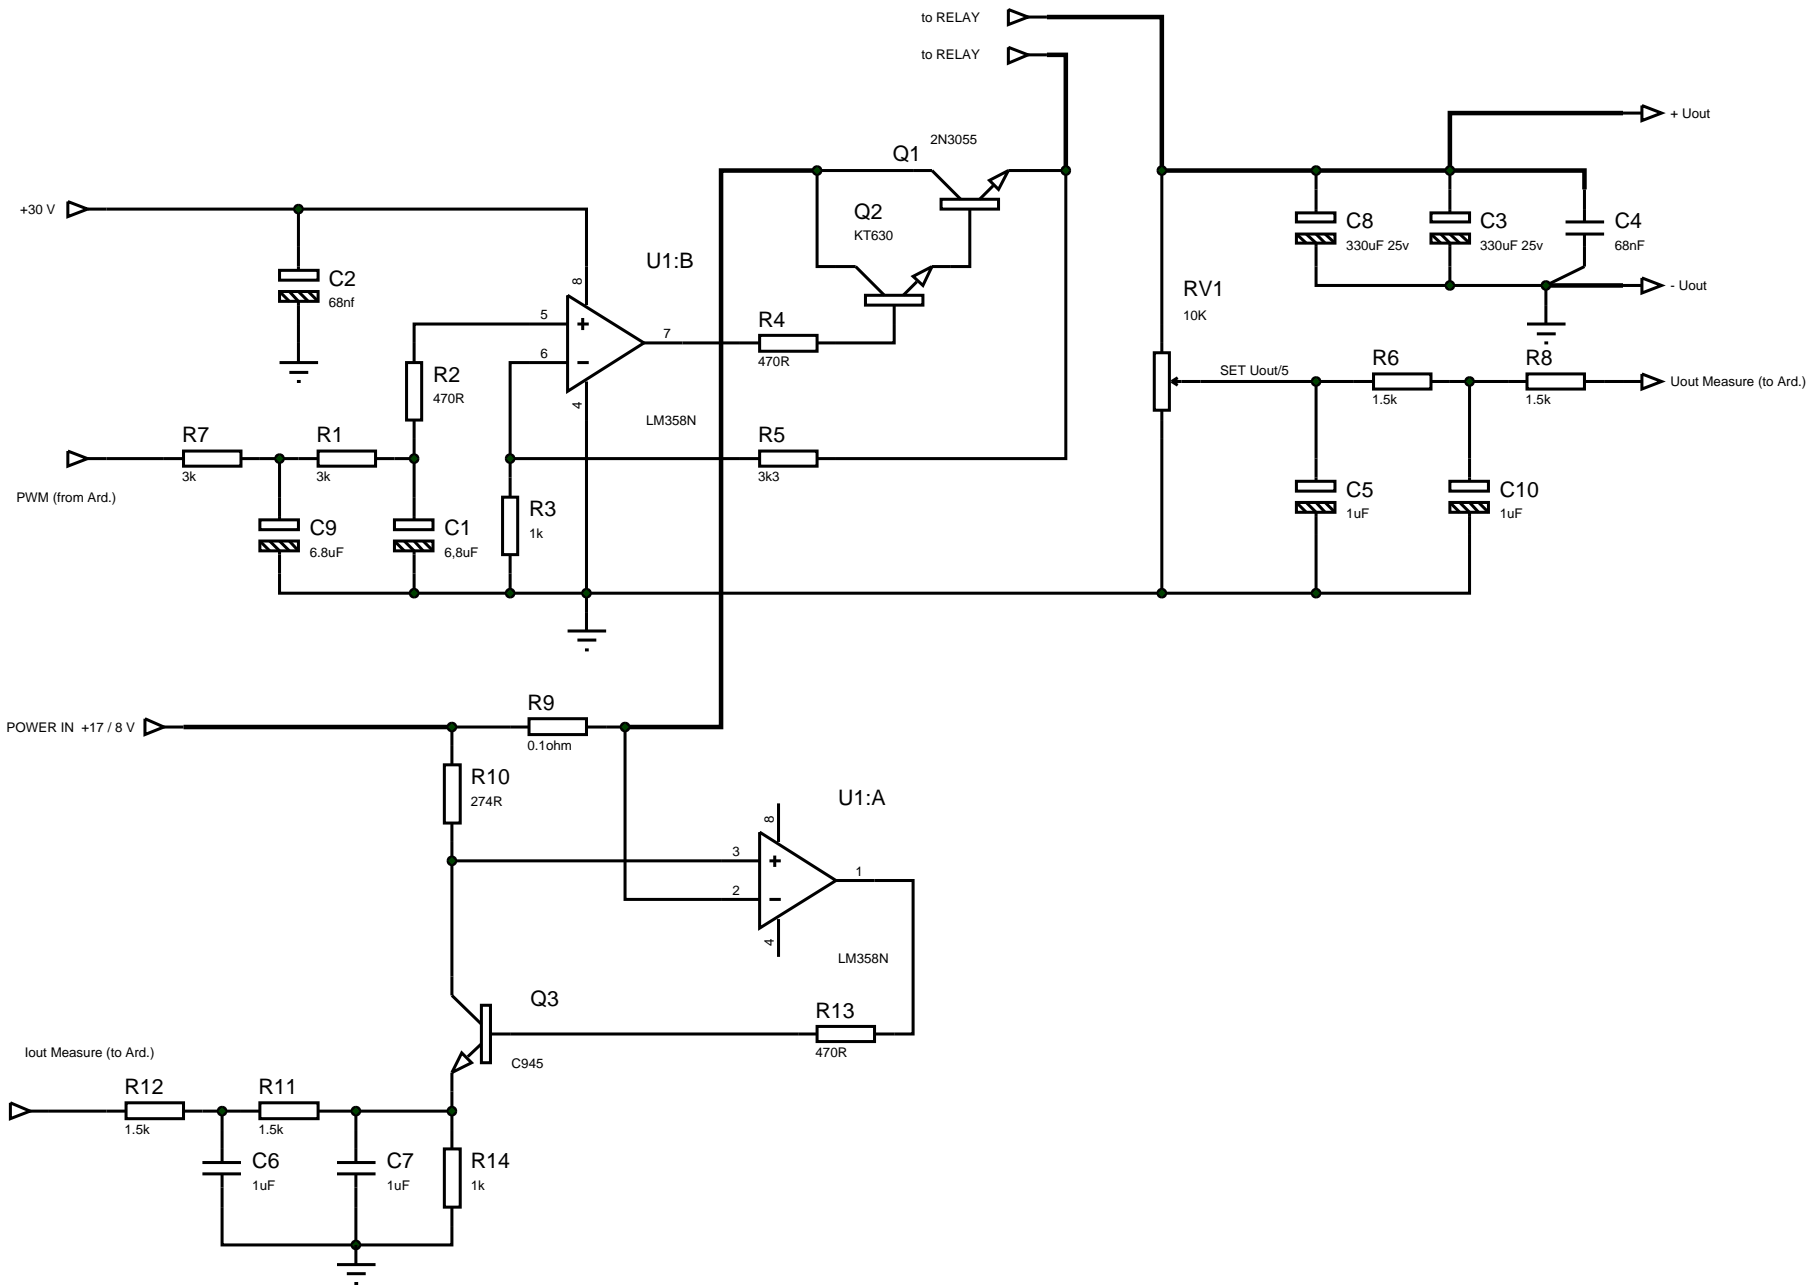 to RELAY
to RELAY
+ Uout
2N3055
Q1
+30 V
Q2
KT630
C8
330uF 25v
C3
330uF 25v
C4
68nF
U1:B
C2
68nf
8
- Uout
RV1
10K
5
+
7
R4
470R
6
−
R2
470R
4
LM358N
R6
1.5k
R8
1.5k
SET Uout/5
Uout Measure (to Ard.)
R7
3k
R1
3k
R5
3k3
PWM (from Ard.)
C9
6.8uF
C1
6,8uF
R3
1k
C5
1uF
C10
1uF
R9
0.1ohm
POWER IN +17 / 8 V
R10
274R
U1:A
8
3
+
1
2
−
4
LM358N
Q3
C945
R13
470R
Iout Measure (to Ard.)
R12
1.5k
R11
1.5k
C6
1uF
C7
1uF
R14
1k